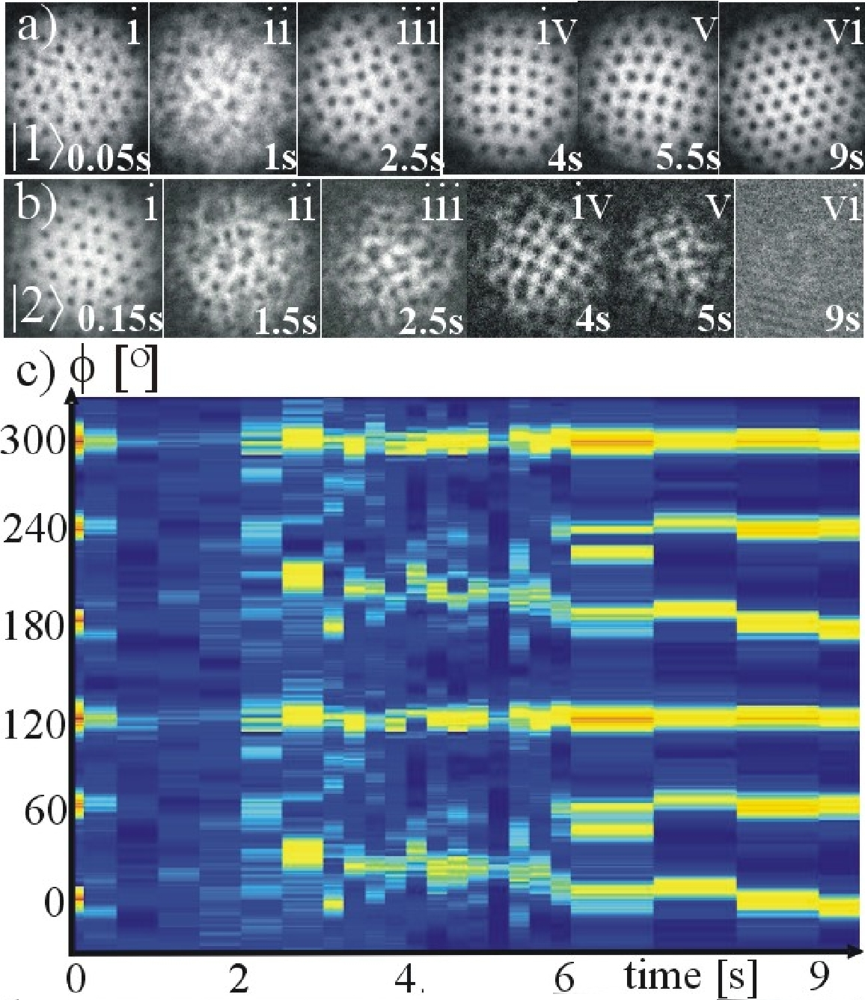 a) i ii iii iv v vi
|1⟩ 0.05s 1s 2.5s 4s 5.5s 9s
b) i ii iii iv v vi
|2⟩ 0.15s 1.5s 2.5s 4s 5s 9s
c) ϕ [°]
300
240
180
120
60
0
0 2 4 6 time [s] 9